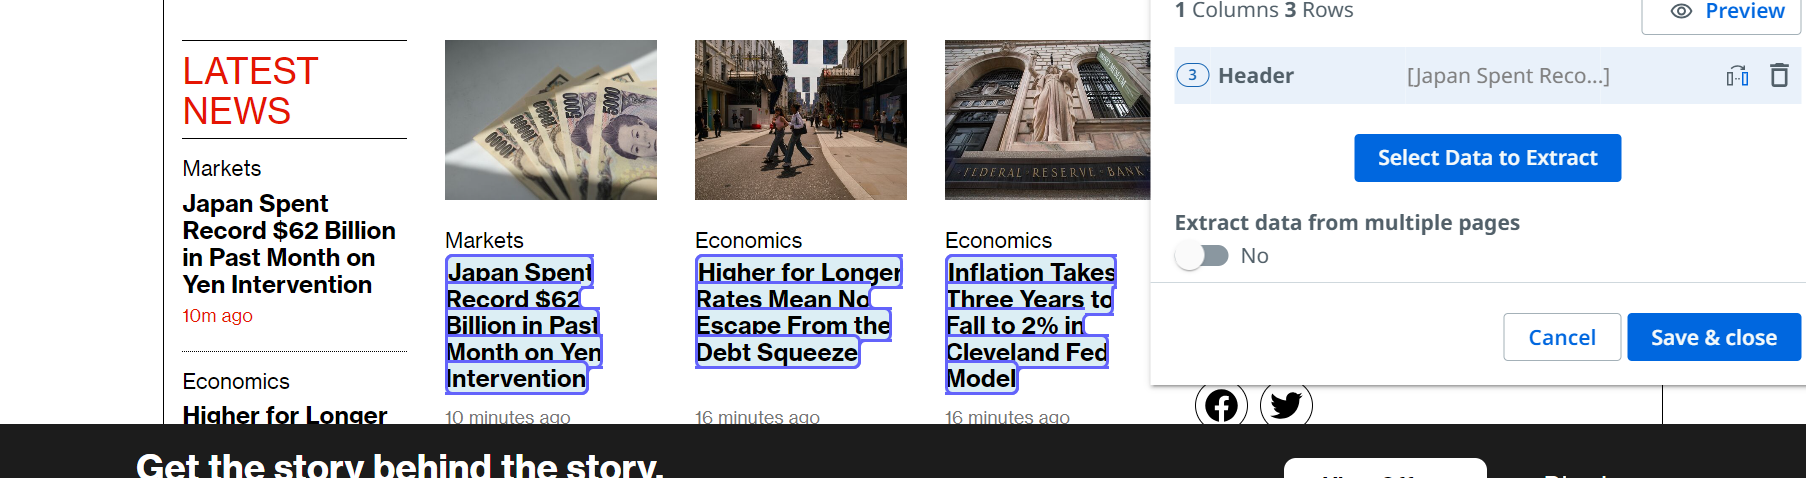 LATEST
NEWS
Markets
Japan Spent
Record $62 Billion
in Past Month on
Yen Intervention
10m ago
Economics
Higher for Longer
Markets
Japan Spent
Record $62
Billion in Past
Month on Yen
Intervention
10 minutes ago
Economics
Higher for Longer
Rates Mean No
Escape From the
Debt Squeeze
16 minutes ago
FEDERAL·RESERVE·BANK
Economics
Inflation Takes
Three Years to
Fall to 2% in
Cleveland Fed
Model
16 minutes ago
1 Columns 3 Rows
Preview
3 Header [Japan Spent Reco...]
Select Data to Extract
Extract data from multiple pages
No
Cancel Save & close
Get the story behind the story.